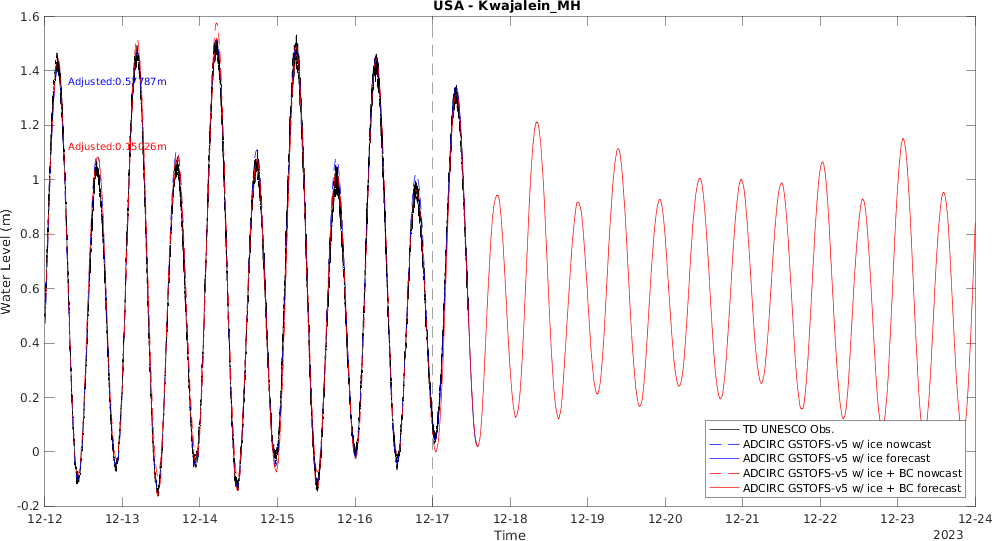 USA - Kwajalein_MH
1.6
1.4
1.2
1
0.8
0.6
0.4
0.2
0
-0.2
Water Level (m)
Adjusted:0.57787m
Adjusted:0.15026m
TD UNESCO Obs.
ADCIRC GSTOFS-v5 w/ ice nowcast
ADCIRC GSTOFS-v5 w/ ice forecast
ADCIRC GSTOFS-v5 w/ ice + BC nowcast
ADCIRC GSTOFS-v5 w/ ice + BC forecast
12-12 12-13 12-14 12-15 12-16 12-17 12-18 12-19 12-20 12-21 12-22 12-23 12-24
Time
2023